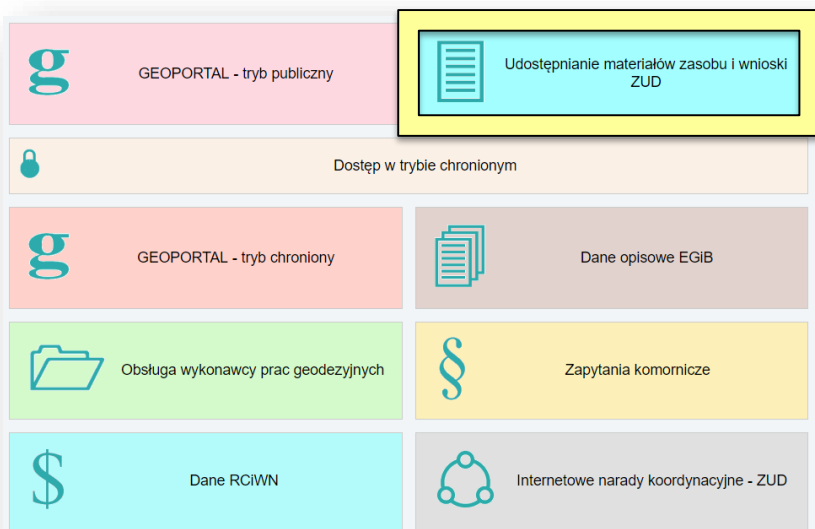 GEOPORTAL - tryb publiczny
Udostępnianie materiałów zasobu i wnioski
ZUD
Dostęp w trybie chronionym
GEOPORTAL - tryb chroniony
Dane opisowe EGiB
Obsługa wykonawcy prac geodezyjnych
Zapytania komornicze
Dane RCiWN
Internetowe narady koordynacyjne - ZUD